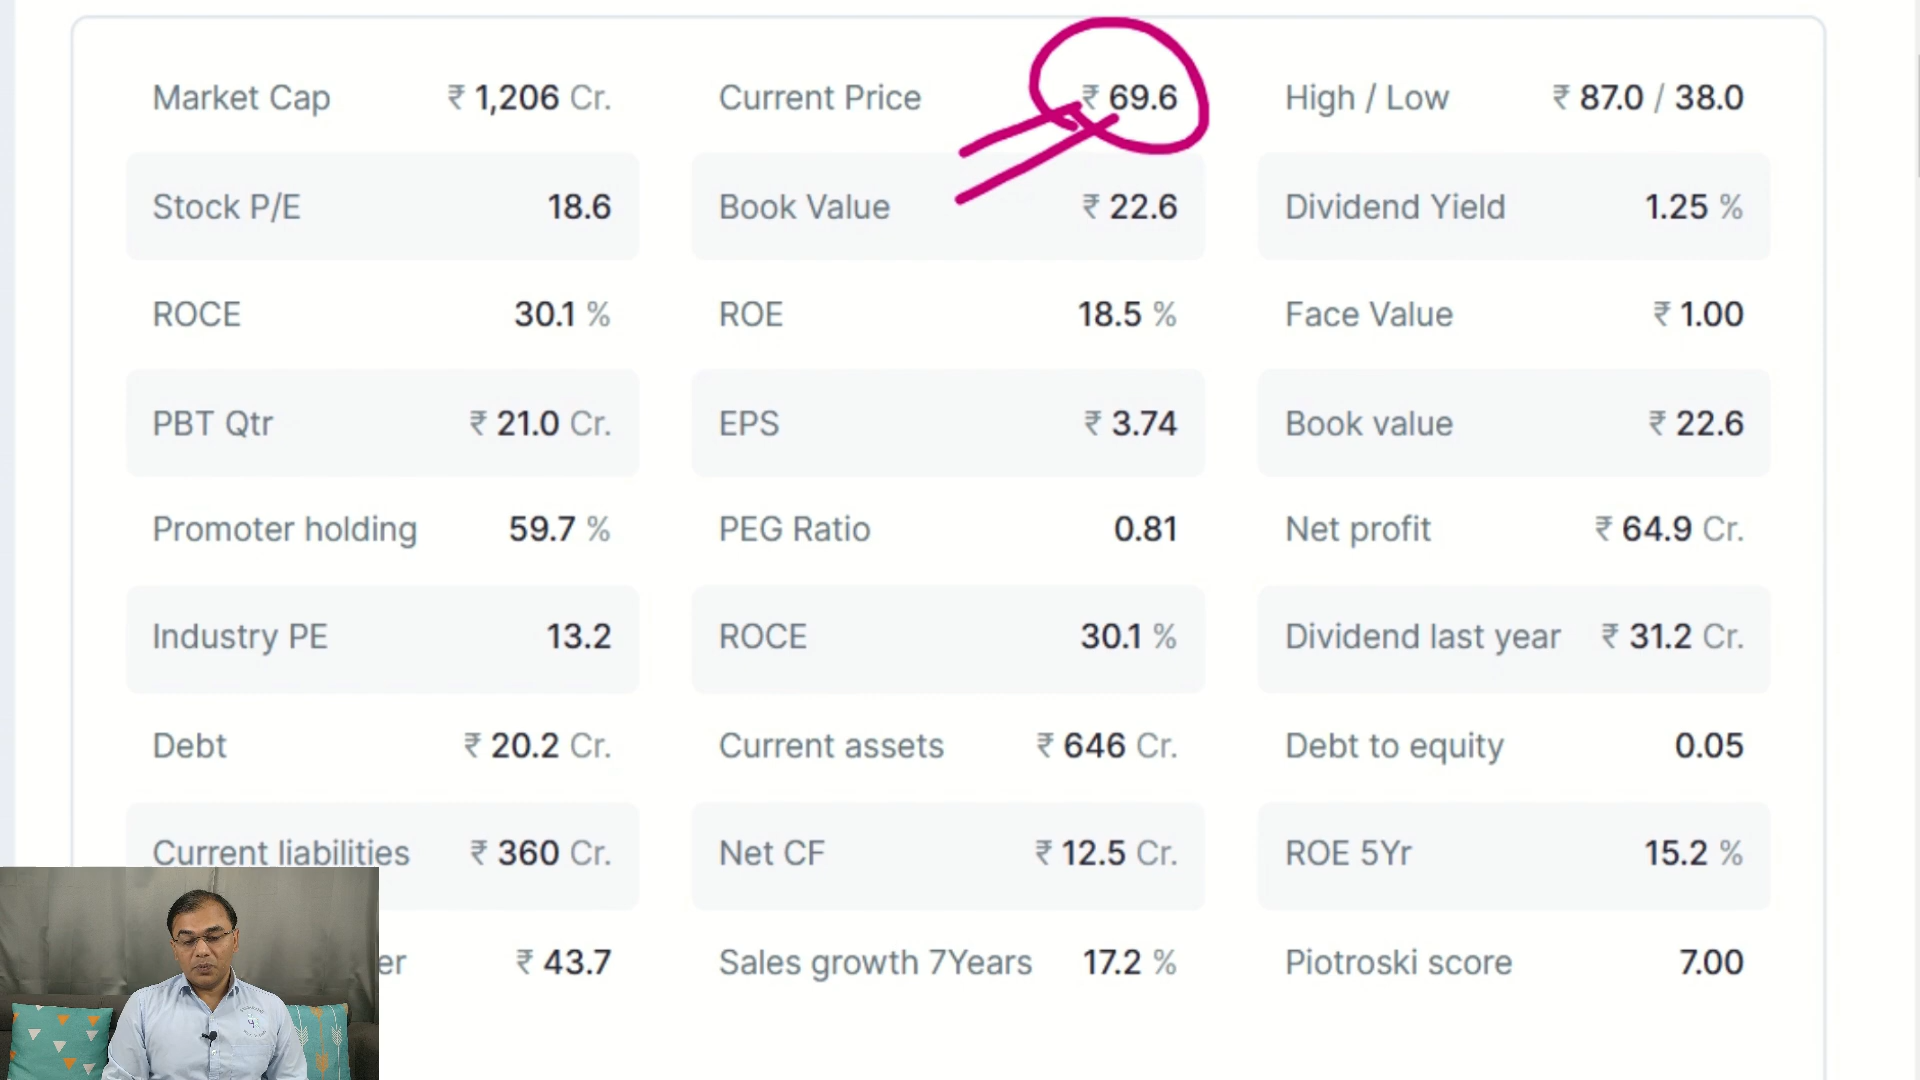 Market Cap ₹ 1,206 Cr. Current Price ₹ 69.6 High / Low ₹ 87.0 / 38.0
Stock P/E 18.6 Book Value ₹ 22.6 Dividend Yield 1.25 %
ROCE 30.1 % ROE 18.5 % Face Value ₹ 1.00
PBT Qtr ₹ 21.0 Cr. EPS ₹ 3.74 Book value ₹ 22.6
Promoter holding 59.7 % PEG Ratio 0.81 Net profit ₹ 64.9 Cr.
Industry PE 13.2 ROCE 30.1 % Dividend last year ₹ 31.2 Cr.
Debt ₹ 20.2 Cr. Current assets ₹ 646 Cr. Debt to equity 0.05
Current liabilities ₹ 360 Cr. Net CF ₹ 12.5 Cr. ROE 5Yr 15.2 %
er ₹ 43.7 Sales growth 7Years 17.2 % Piotroski score 7.00